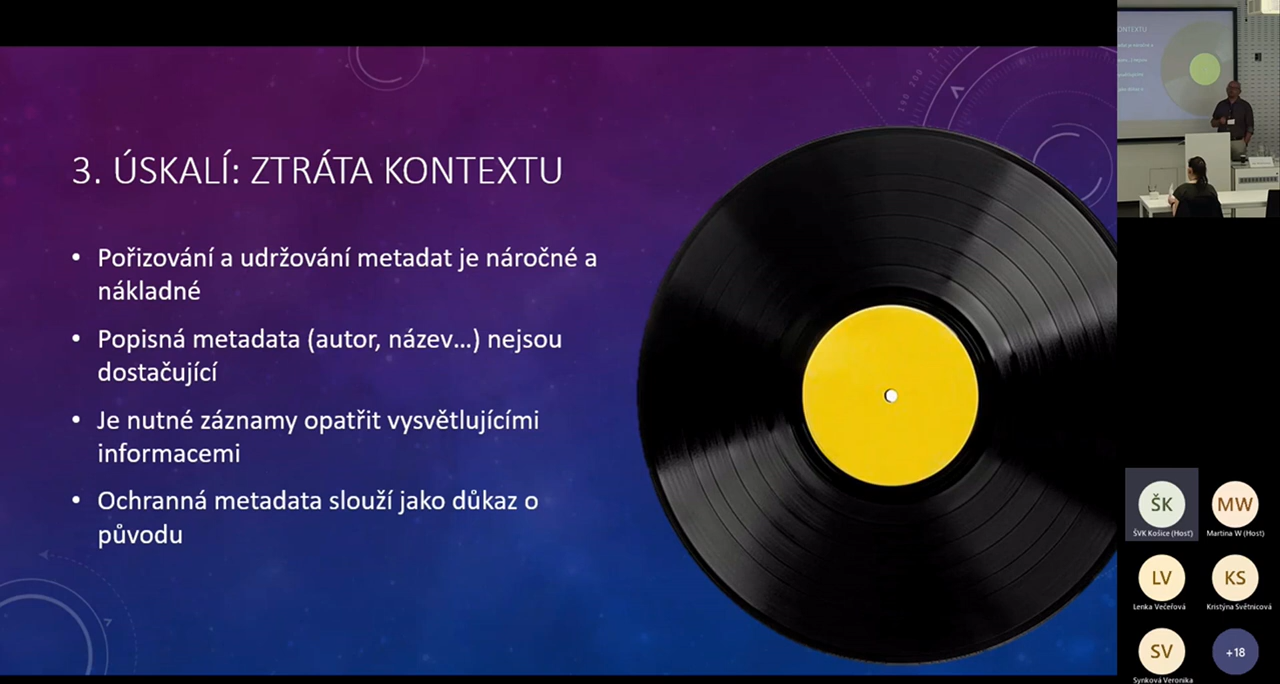 3. ÚSKALÍ: ZTRÁTA KONTEXTU
• Pořizování a udržování metadat je náročné a
nákladné
• Popisná metadata (autor, název…) nejsou
dostačující
• Je nutné záznamy opatřit vysvětlujícími
informacemi
• Ochranná metadata slouží jako důkaz o
původu
ŠK
MW
ŠVK Košice (Host)
Martina W (Host)
LV
KS
Lenka Večeřová
Kristýna Světnicová
SV
+18
Synková Veronika